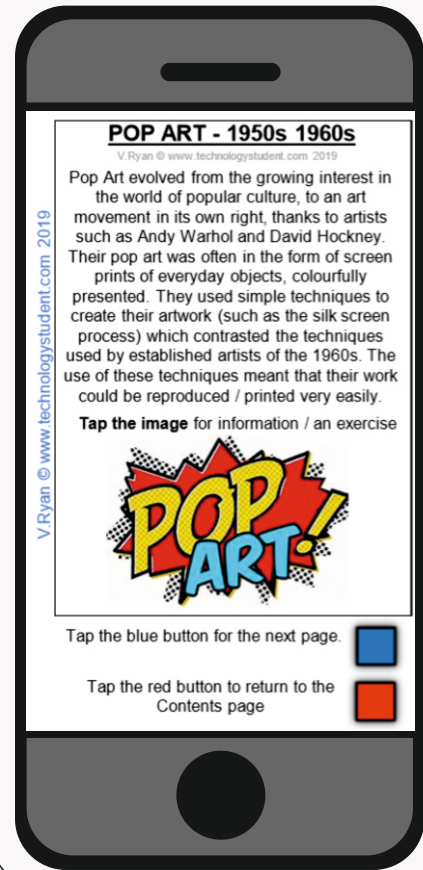 POP ART - 1950s 1960s
V.Ryan © www.technologystudent.com 2019
Pop Art evolved from the growing interest in
the world of popular culture, to an art
movement in its own right, thanks to artists
such as Andy Warhol and David Hockney.
Their pop art was often in the form of screen
prints of everyday objects, colourfully
presented. They used simple techniques to
create their artwork (such as the silk screen
process) which contrasted the techniques
used by established artists of the 1960s. The
use of these techniques meant that their work
could be reproduced / printed very easily.
Tap the image for information / an exercise
POP
ART!
Tap the blue button for the next page.
Tap the red button to return to the
Contents page
V.Ryan © www.technologystudent.com 2019